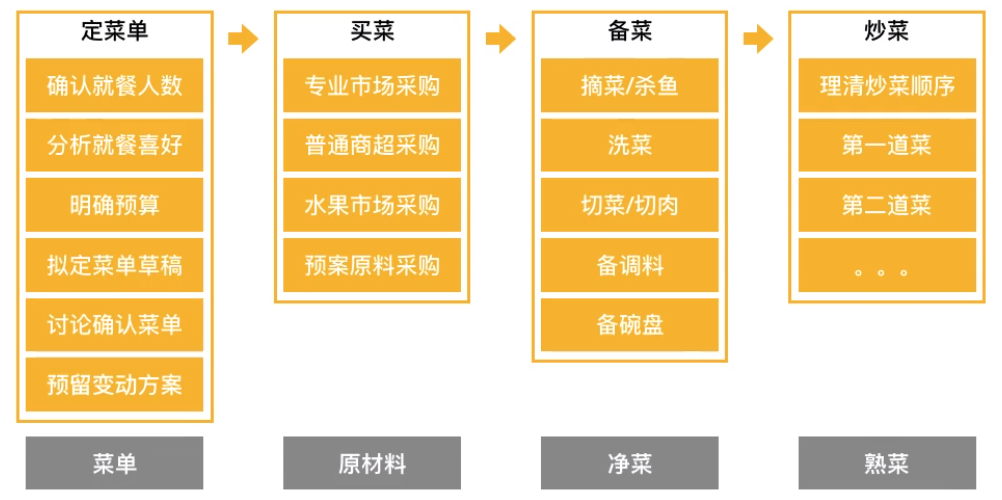 定菜单
确认就餐人数
分析就餐喜好
明确预算
拟定菜单草稿
讨论确认菜单
预留变动方案
菜单
买菜
专业市场采购
普通商超采购
水果市场采购
预案原料采购
原材料
备菜
摘菜/杀鱼
洗菜
切菜/切肉
备调料
备碗盘
净菜
炒菜
理清炒菜顺序
第一道菜
第二道菜
。。。
熟菜